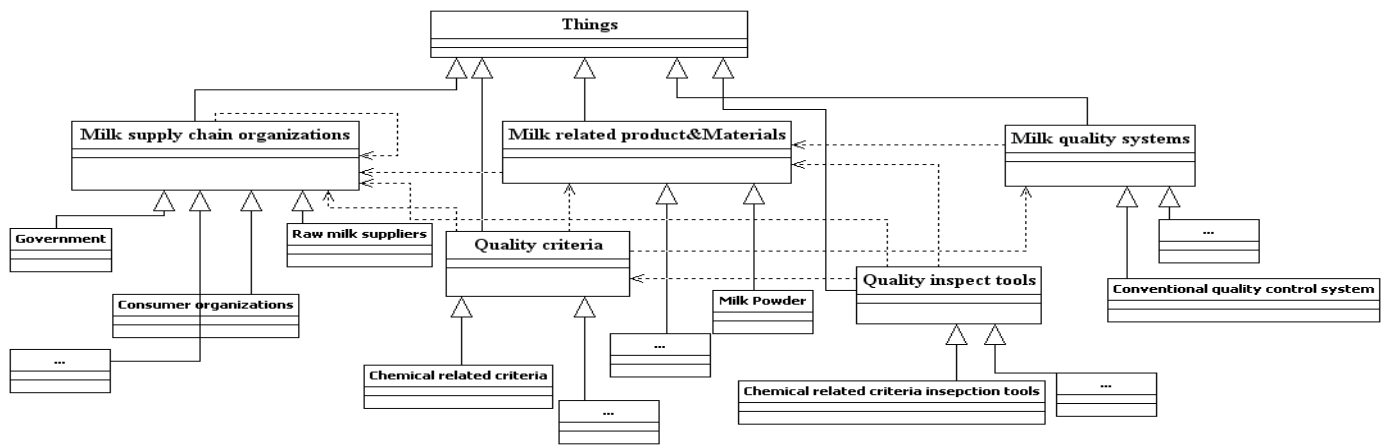 Things
Milk supply chain organizations
Milk related product&Materials
Milk quality systems
Government
Raw milk suppliers
Quality criteria
...
Quality inspect tools
Conventional quality control system
Consumer organizations
Milk Powder
...
...
Chemical related criteria
Chemical related criteria insepction tools
...
...